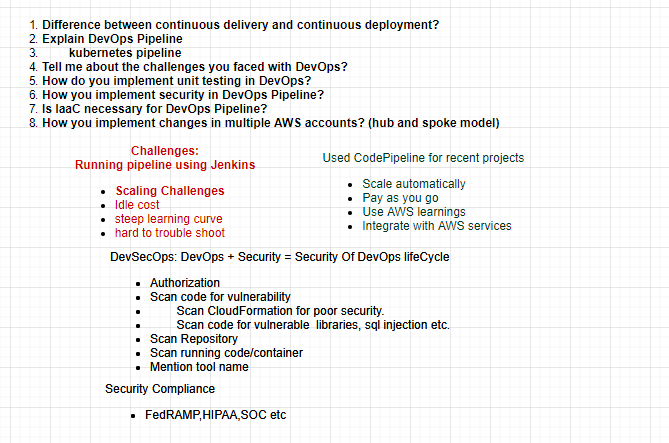 1. Difference between continuous delivery and continuous deployment?
2. Explain DevOps Pipeline
3. kubernetes pipeline
4. Tell me about the challenges you faced with DevOps?
5. How do you implement unit testing in DevOps?
6. How you implement security in DevOps Pipeline?
7. Is IaaC necessary for DevOps Pipeline?
8. How you implement changes in multiple AWS accounts? (hub and spoke model)
Challenges:
Running pipeline using Jenkins
• Scaling Challenges
• Idle cost
• steep learning curve
• hard to trouble shoot
Used CodePipeline for recent projects
• Scale automatically
• Pay as you go
• Use AWS learnings
• Integrate with AWS services
DevSecOps: DevOps + Security = Security Of DevOps lifeCycle
• Authorization
• Scan code for vulnerability
• Scan CloudFormation for poor security.
• Scan code for vulnerable libraries, sql injection etc.
• Scan Repository
• Scan running code/container
• Mention tool name
Security Compliance
• FedRAMP,HIPAA,SOC etc